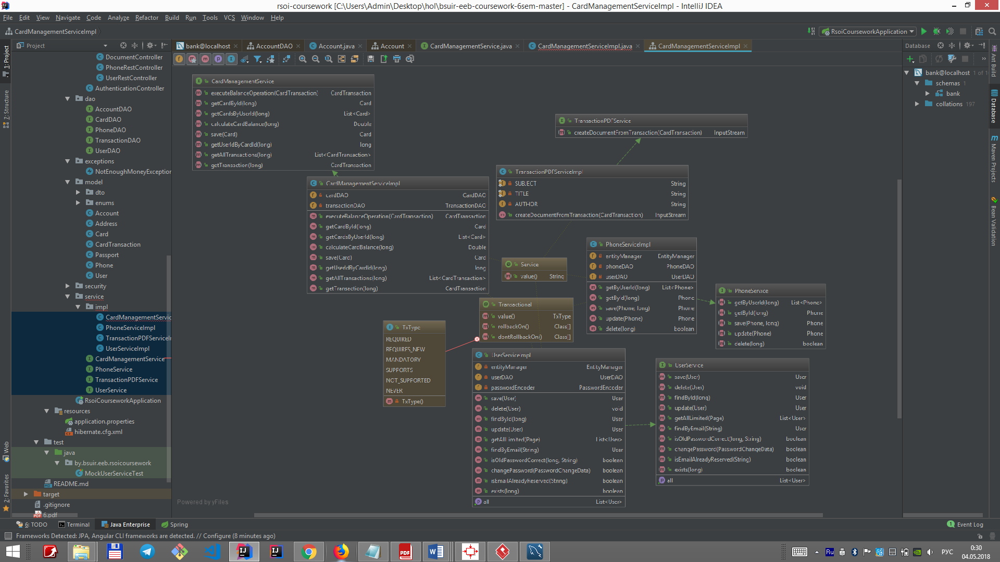 rsoi-coursework [C:\Users\Admin\Desktop\hol\bsuir-eeb-coursework-6sem-master] - CardManagementServiceImpl - IntelliJ IDEA
File Edit View Navigate Code Analyze Refactor Build Run Tools VCS Window Help
CardManagementServiceImpl
RsoiCourseworkApplication
Project
bank@localhost AccountDAO Account.java Account CardManagementService.java CardManagementServiceImpl.java CardManagementServiceImpl
Database
1: Project
7: Structure
Web
2: Favorites
DocumentController
PhoneRestController
UserRestController
AuthenticationController
dao
AccountDAO
CardDAO
PhoneDAO
TransactionDAO
UserDAO
exceptions
NotEnoughMoneyException
model
dto
enums
Account
Address
Card
CardTransaction
Passport
Phone
User
security
service
impl
CardManagementServic
PhoneServiceImpl
TransactionPDFServiceI
UserServiceImpl
CardManagementService
PhoneService
TransactionPDFService
UserService
RsoiCourseworkApplication
resources
application.properties
hibernate.cfg.xml
test
java
by.bsuir.eeb.rsoicoursework
MockUserServiceTest
README.md
target
.gitignore
6.pdf
CardManagementService
executeBalanceOperation(CardTransaction) CardTransaction
getCardById(long) Card
getCardsByUserId(long) List<Card>
calculateCardBalance(long) Double
save(Card) Card
getUserIdByCardId(long) long
getAllTransactions(long) List<CardTransaction>
getTransaction(long) CardTransaction
TransactionPDFService
createDocumentFromTransaction(CardTransaction) InputStream
CardManagementServiceImpl
cardDAO CardDAO
transactionDAO TransactionDAO
executeBalanceOperation(CardTransaction) CardTransaction
getCardById(long) Card
getCardsByUserId(long) List<Card>
calculateCardBalance(long) Double
save(Card) Card
getUserIdByCardId(long) long
getAllTransactions(long) List<CardTransaction>
getTransaction(long) CardTransaction
TransactionPDFServiceImpl
SUBJECT String
TITLE String
AUTHOR String
createDocumentFromTransaction(CardTransaction) InputStream
Service
value() String
PhoneServiceImpl
entityManager EntityManager
phoneDAO PhoneDAO
userDAO UserDAO
getByUserId(long) List<Phone>
getById(long) Phone
save(Phone, long) Phone
update(Phone) Phone
delete(long) boolean
PhoneService
getByUserId(long) List<Phone>
getById(long) Phone
save(Phone, long) Phone
update(Phone) Phone
delete(long) boolean
Transactional
value() TxType
rollbackOn() Class[]
dontRollbackOn() Class[]
TxType
REQUIRED
REQUIRES_NEW
MANDATORY
SUPPORTS
NOT_SUPPORTED
NEVER
TxType()
UserServiceImpl
entityManager EntityManager
userDAO UserDAO
passwordEncoder PasswordEncoder
save(User) User
delete(User) void
findById(long) User
update(User) User
getAllLimited(Page) List<User>
findByEmail(String) User
isOldPasswordCorrect(long, String) boolean
changePassword(PasswordChangeData) boolean
isEmailAlreadyReserved(String) boolean
exists(long) boolean
all List<User>
UserService
save(User) User
delete(User) void
findById(long) User
update(User) User
getAllLimited(Page) List<User>
findByEmail(String) User
isOldPasswordCorrect(long, String) boolean
changePassword(PasswordChangeData) boolean
isEmailAlreadyReserved(String) boolean
exists(long) boolean
all List<User>
Powered by yFiles
bank@localhost 1 of 1
schemas 1
bank
collations 197
Ant Build
Database
Maven Projects
Bean Validation
6: TODO Terminal Java Enterprise Spring Event Log
Frameworks Detected: JPA, Angular CLI frameworks are detected. // Configure (8 minutes ago)
Ru РУС 0:30
04.05.2018